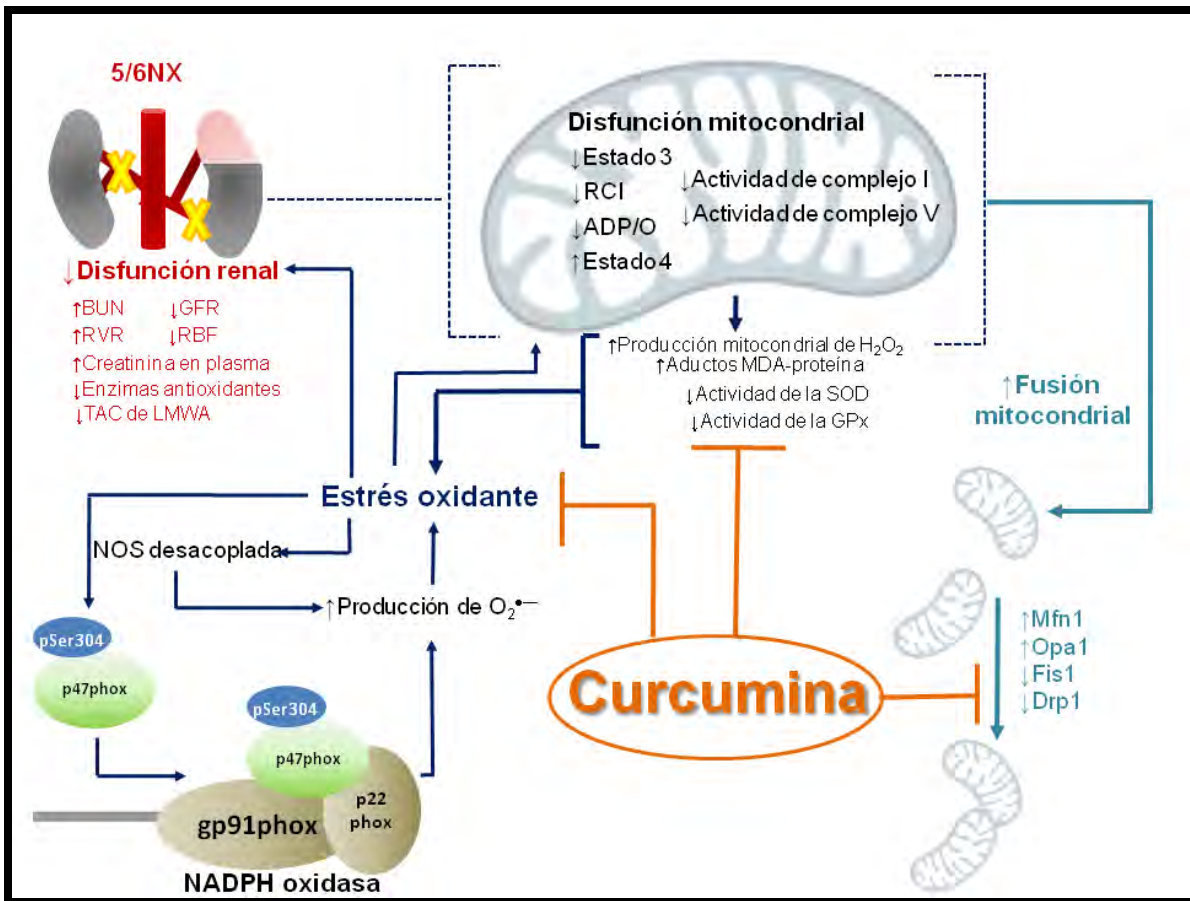 5/6NX
↓Disfunción renal
↑BUN ↓GFR
↑RVR ↓RBF
↑Creatinina en plasma
↓Enzimas antioxidantes
↓TAC de LMWA
Disfunción mitocondrial
↓Estado 3
↓RCI
↓ADP/O
↑Estado 4
↓Actividad de complejo I
↓Actividad de complejo V
↑Producción mitocondrial de H₂O₂
↑Aductos MDA-proteína
↓Actividad de la SOD
↓Actividad de la GPx
↑Fusión
mitocondrial
Estrés oxidante
NOS desacoplada
↑Producción de O₂•—
pSer304
p47phox
pSer304
p47phox
gp91phox
p22
phox
NADPH oxidasa
Curcumina
↑Mfn1
↑Opa1
↓Fis1
↓Drp1